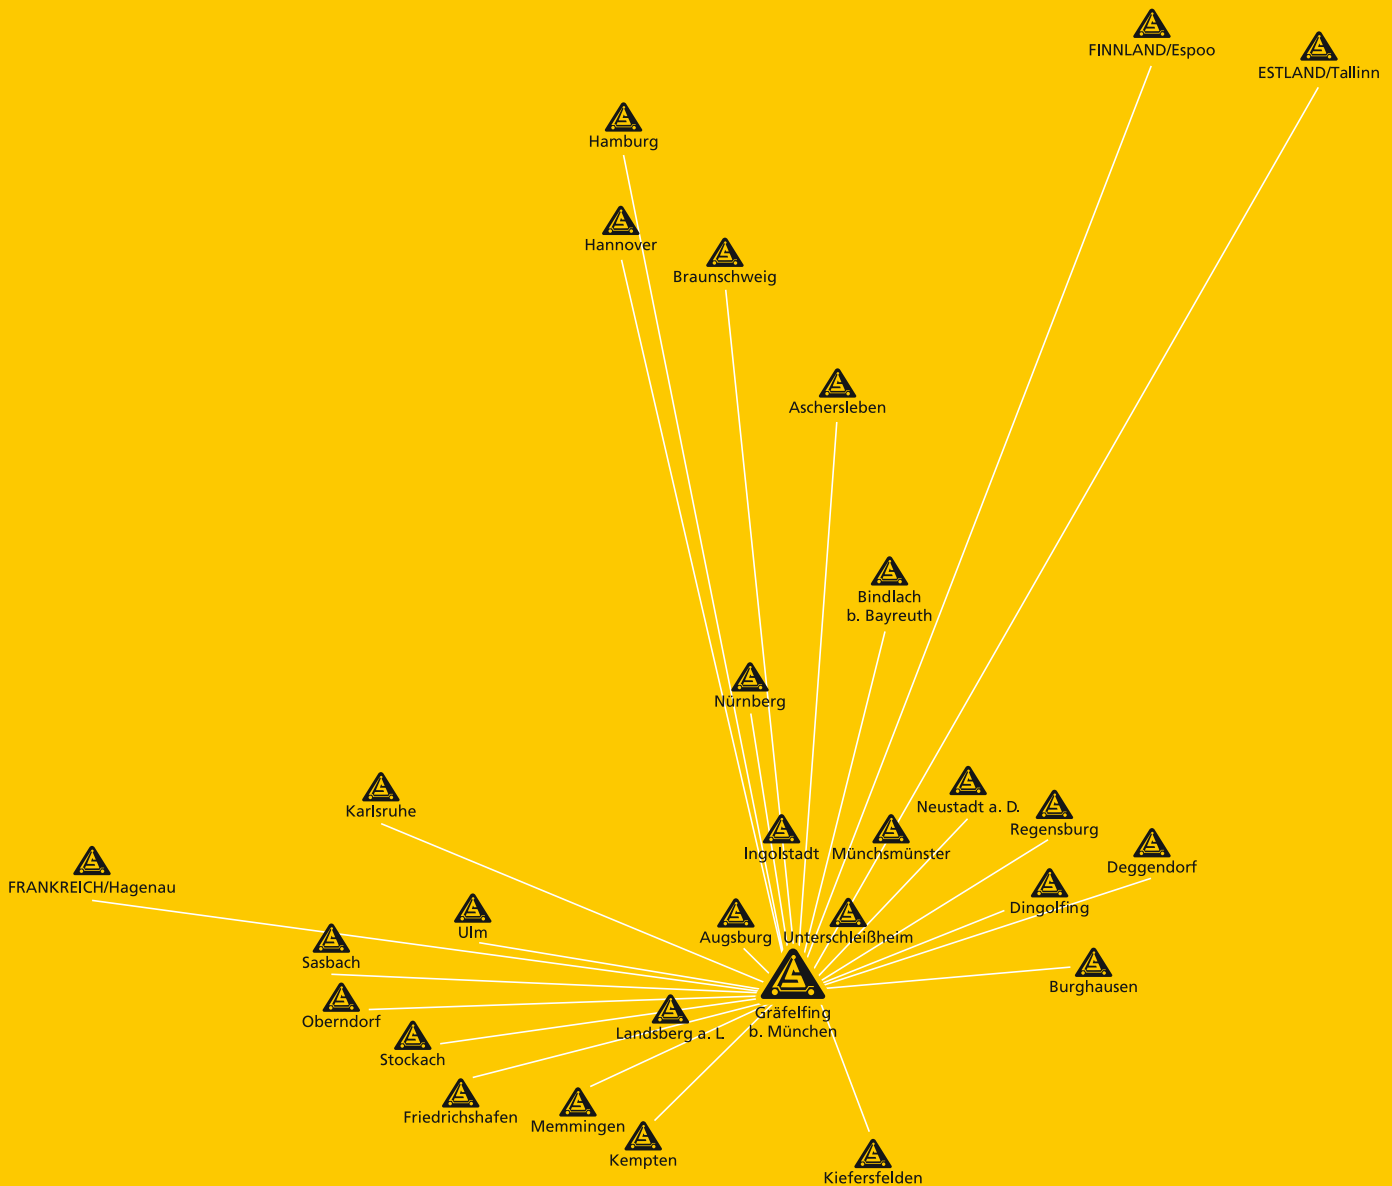 FINNLAND/Espoo
ESTLAND/Tallinn
Hamburg
Hannover
Braunschweig
Aschersleben
Bindlach
b. Bayreuth
Nürnberg
Karlsruhe
Neustadt a. D.
Regensburg
Ingolstadt
Münchsmünster
Deggendorf
FRANKREICH/Hagenau
Dingolfing
Ulm
Augsburg
Unterschleißheim
Sasbach
Burghausen
Oberndorf
Gräfelfing
b. München
Landsberg a. L
Stockach
Friedrichshafen
Memmingen
Kempten
Kiefersfelden